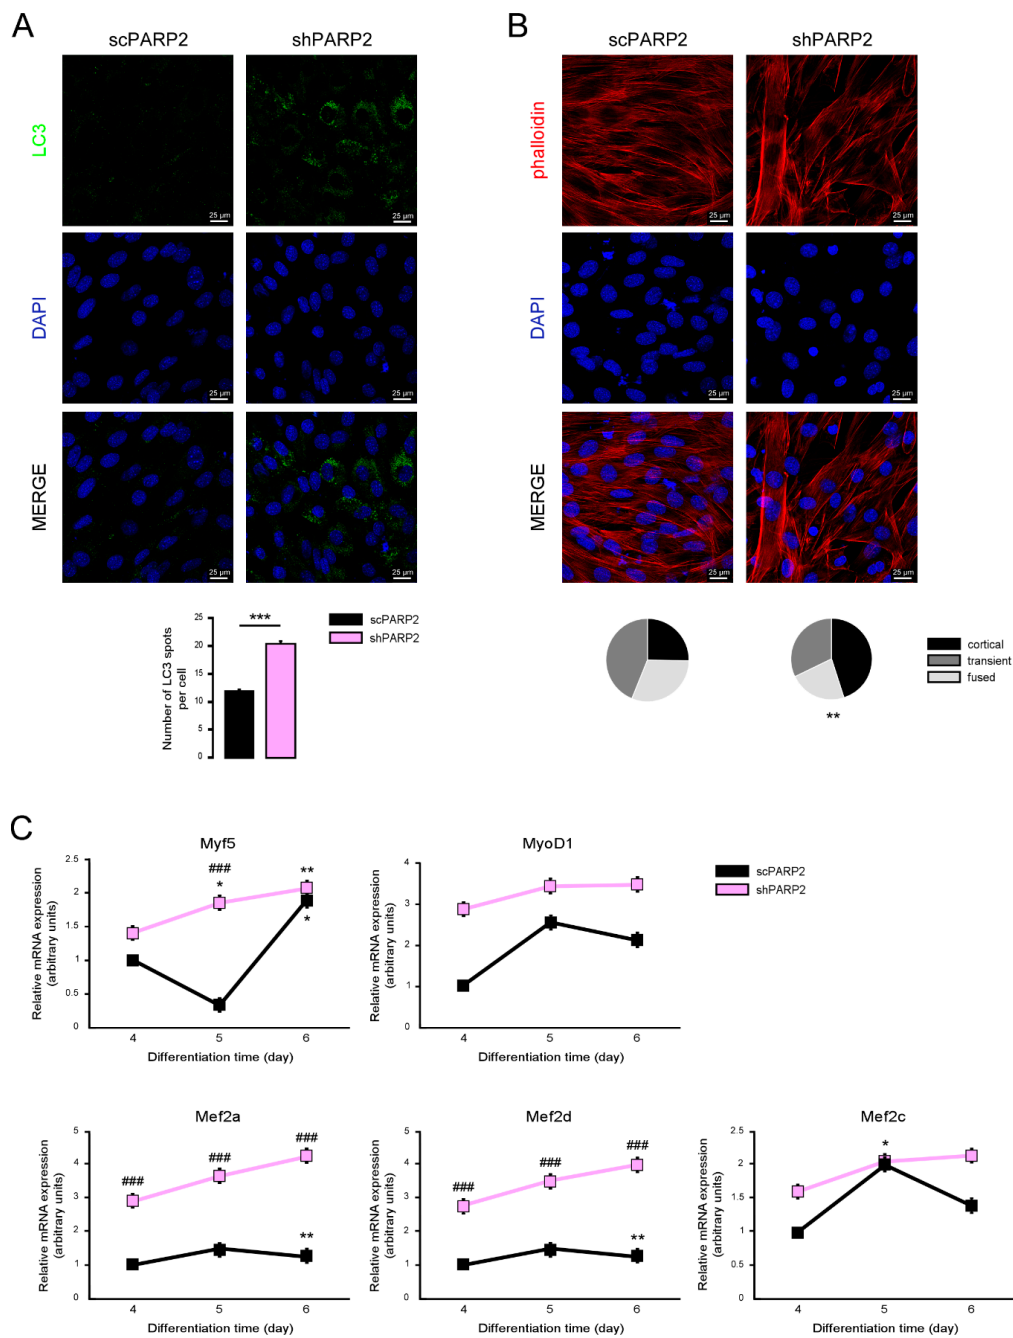 A
B
scPARP2
shPARP2
scPARP2
shPARP2
LC3
phalloidin
25 µm
25 µm
25 µm
25 µm
DAPI
DAPI
25 µm
25 µm
25 µm
25 µm
MERGE
MERGE
25 µm
25 µm
25 µm
25 µm
Number of LC3 spots
per cell
25
20
15
10
5
0
***
scPARP2
shPARP2
cortical
transient
fused
**
C
Myf5
Relative mRNA expression
(arbitrary units)
2.5
2
1.5
1
0.5
0
###
*
**
*
4
5
6
Differentiation time (day)
MyoD1
Relative mRNA expression
(arbitrary units)
4
3
2
1
0
4
5
6
Differentiation time (day)
scPARP2
shPARP2
Mef2a
Relative mRNA expression
(arbitrary units)
5
4
3
2
1
0
###
###
###
**
4
5
6
Differentiation time (day)
Mef2d
Relative mRNA expression
(arbitrary units)
5
4
3
2
1
0
###
###
###
**
4
5
6
Differentiation time (day)
Mef2c
Relative mRNA expression
(arbitrary units)
2.5
2
1.5
1
0.5
0
*
4
5
6
Differentiation time (day)